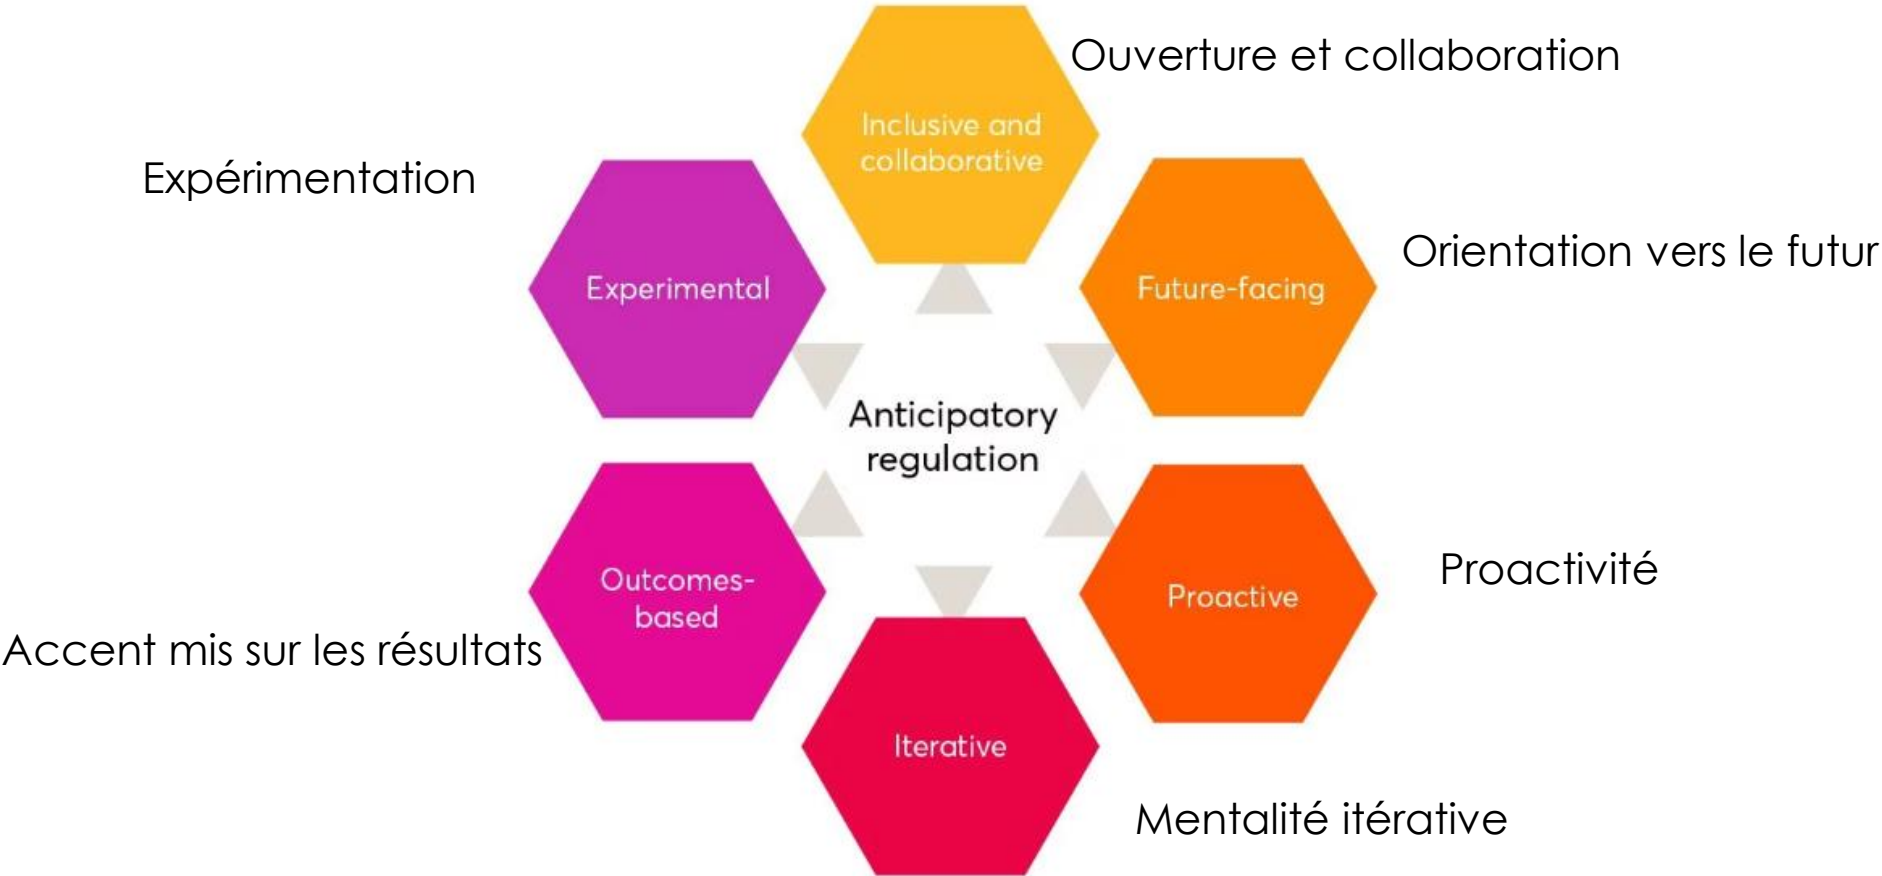 Ouverture et collaboration
Inclusive and
collaborative
Expérimentation
Experimental
Orientation vers le futur
Future-facing
Anticipatory
regulation
Outcomes-
based
Accent mis sur les résultats
Proactivité
Proactive
Iterative
Mentalité itérative